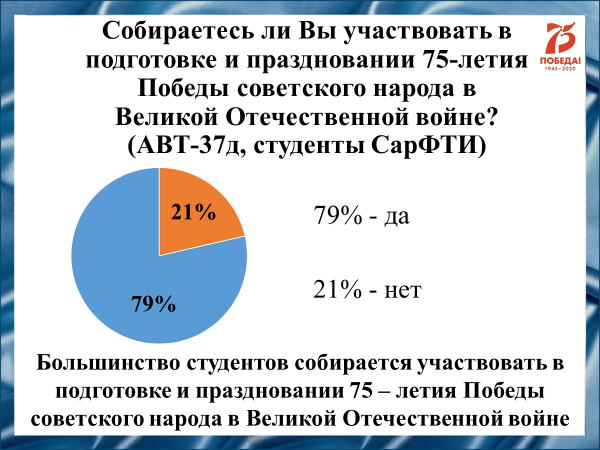 Собираетесь ли Вы участвовать в
подготовке и праздновании 75-летия
Победы советского народа в
Великой Отечественной войне?
(АВТ-37д, студенты СарФТИ)
75
ПОБЕДА!
1945-2020
21%
79%
79% - да
21% - нет
Большинство студентов собирается участвовать в
подготовке и праздновании 75 – летия Победы
советского народа в Великой Отечественной войне